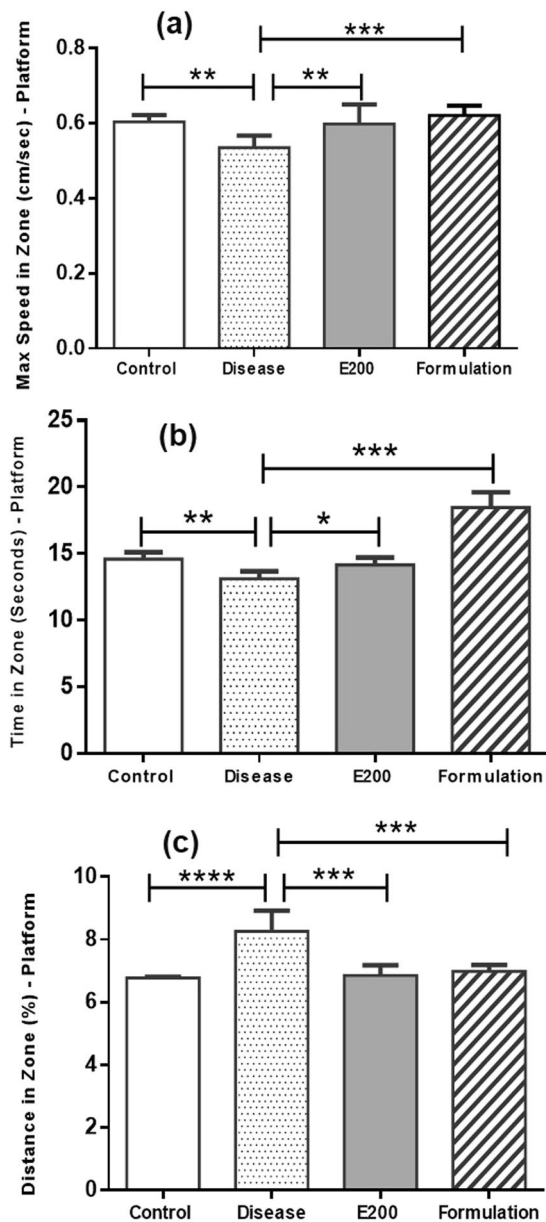 (a)
***
** **
Max Speed in Zone (cm/sec) - Platform
0.8
0.6
0.4
0.2
0.0
Control Disease E200 Formulation
(b)
***
** *
Time in Zone (Seconds) - Platform
25
20
15
10
5
0
Control Disease E200 Formulation
(c)
***
**** ***
Distance in Zone (%) - Platform
10
8
6
4
2
0
Control Disease E200 Formulation